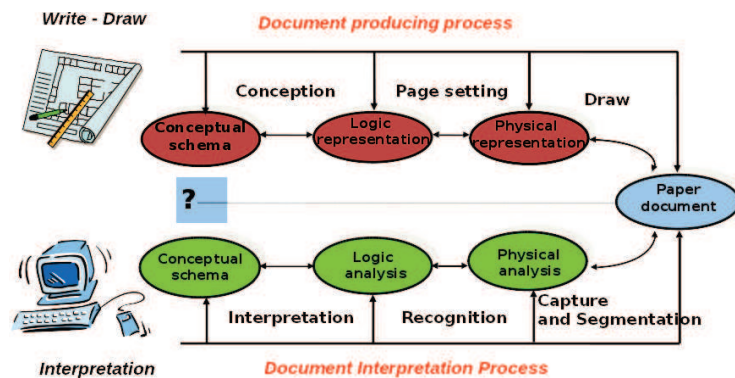 Write - Draw
Document producing process
Conception
Page setting
Draw
Conceptual
schema
Logic
representation
Physical
representation
?
Paper
document
Conceptual
schema
Logic
analysis
Physical
analysis
Interpretation
Recognition
Capture
and Segmentation
Interpretation
Document Interpretation Process